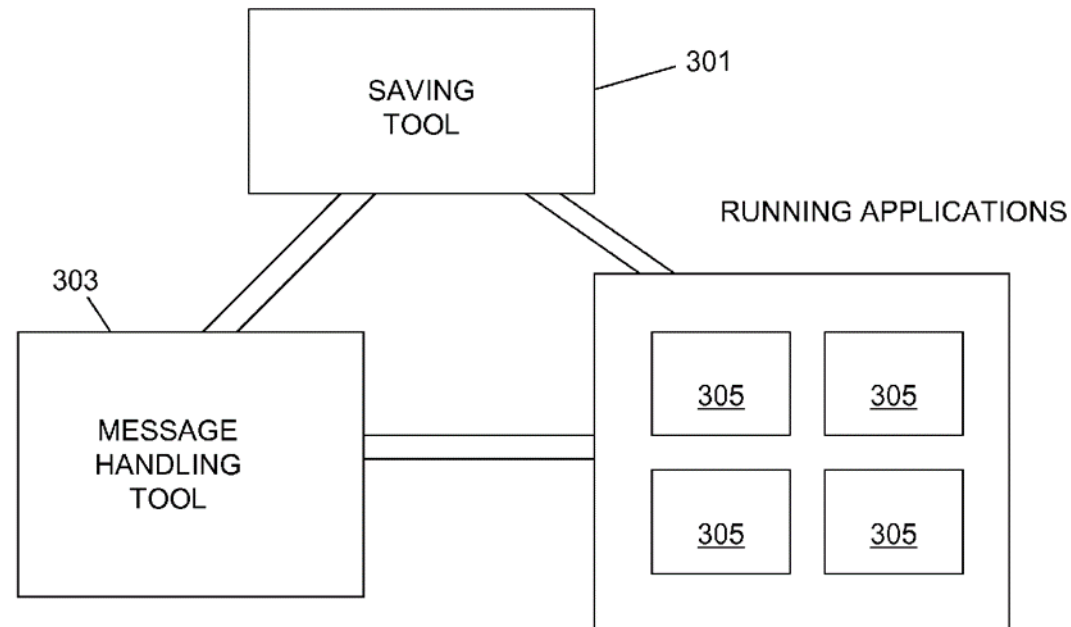 SAVING
TOOL
301
RUNNING APPLICATIONS
303
MESSAGE
HANDLING
TOOL
305
305
305
305